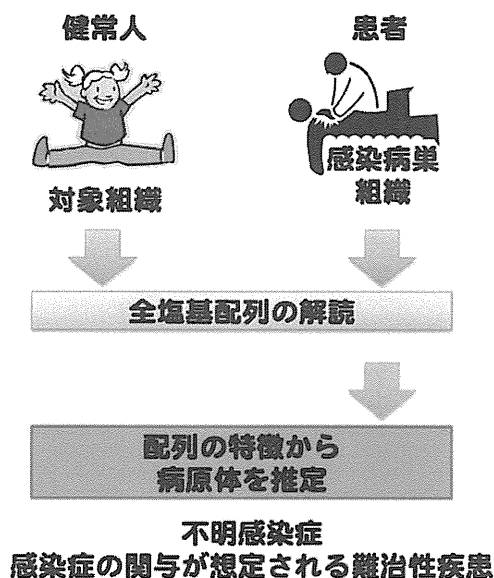 健常人
患者
対象組織
感染病巣
組織
全塩基配列の解読
配列の特徴から
病原体を推定
不明感染症
感染症の関与が想定される難治性疾患